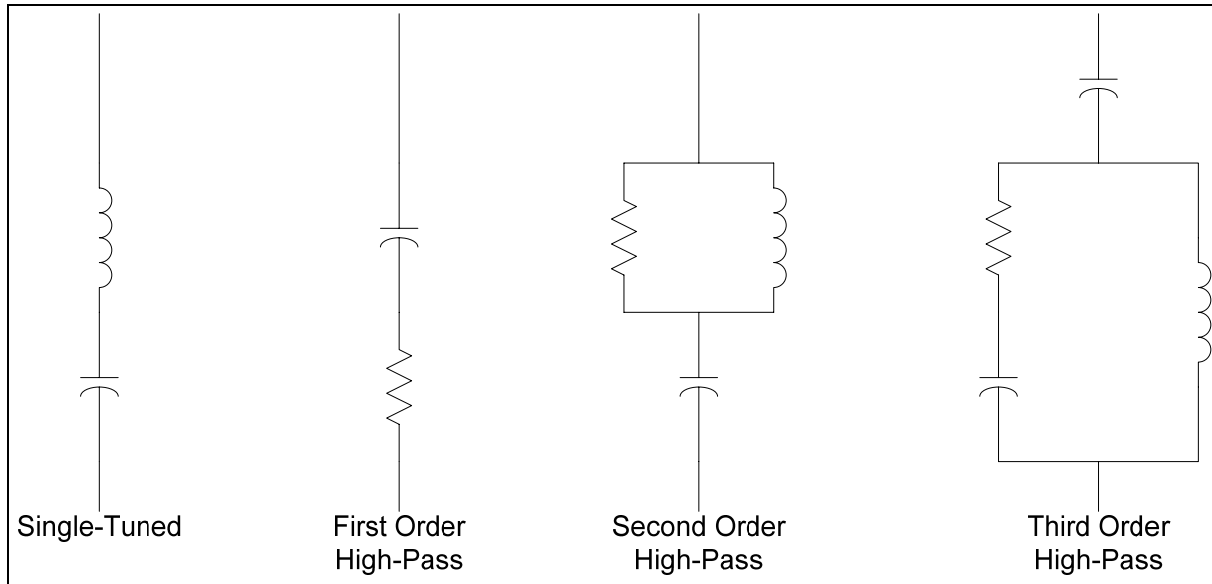 Single-Tuned
First Order
High-Pass
Second Order
High-Pass
Third Order
High-Pass